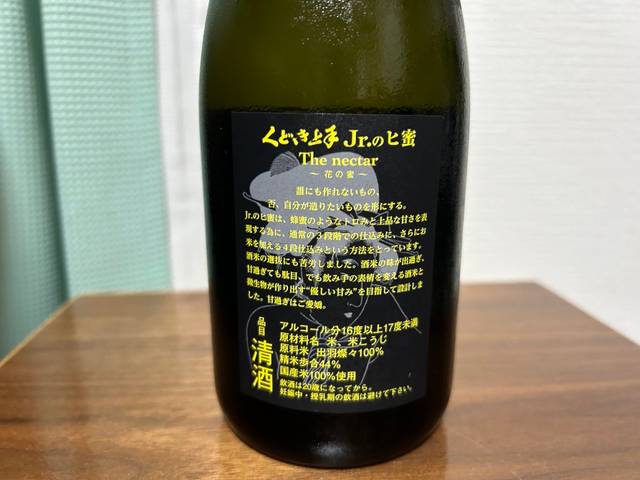 くどき上手 Jr.のヒ蜜
The nectar
～花の蜜～
誰にも作れないもの、
否、自分が造りたいものを形にする。
Jr.のヒ蜜は、蜂蜜のようなトロみと上品な甘さを表
現する為に、通常の3段階での仕込みに、さらにお
米を加える4段仕込みという方法をとっています。
酒米の選抜にも苦労しました。酒米の味が出過ぎ、
甘過ぎても駄目、でも飲み手の表情を変える酒米と
微生物が作り出す“優しい甘み”を目指して設計しま
した。甘過ぎはご愛嬌。
品目 清酒
アルコール分16度以上17度未満
原材料名 米、米こうじ
原料米 出羽燦々100%
精米歩合44%
国産米100%使用
飲酒は20歳になってから。
妊娠中・授乳期の飲酒は避けて下さい。